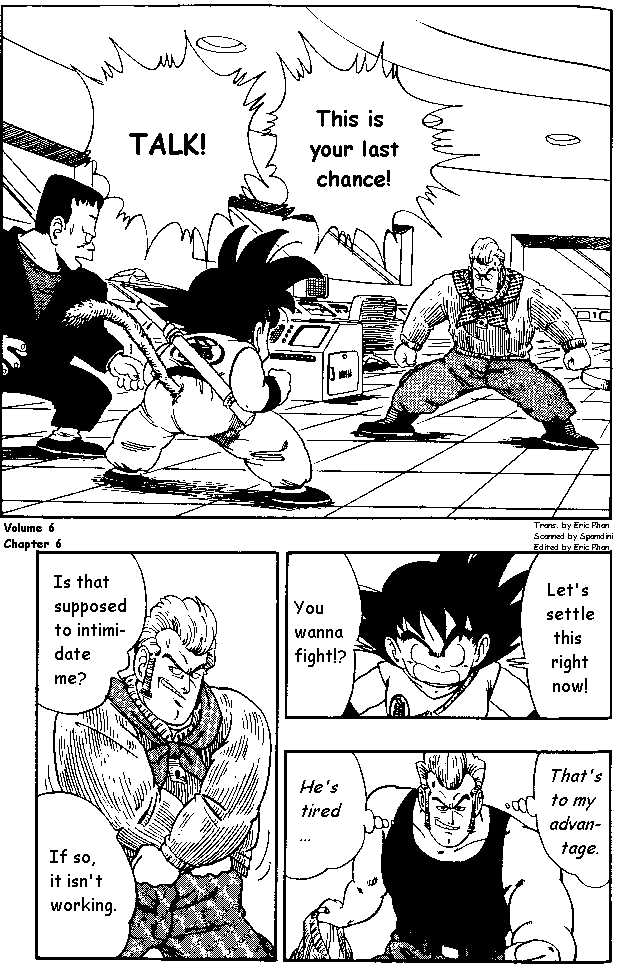 TALK!
This is
your last
chance!
Volume 6
Chapter 6
Trans. by Eric Phan
Scanned by Spamdini
Edited by Eric Phan
Is that
supposed
to intimi-
date
me?
If so,
it isn't
working.
You
wanna
fight!?
Let's
settle
this
right
now!
He's
tired
...
That's
to my
advan-
tage.